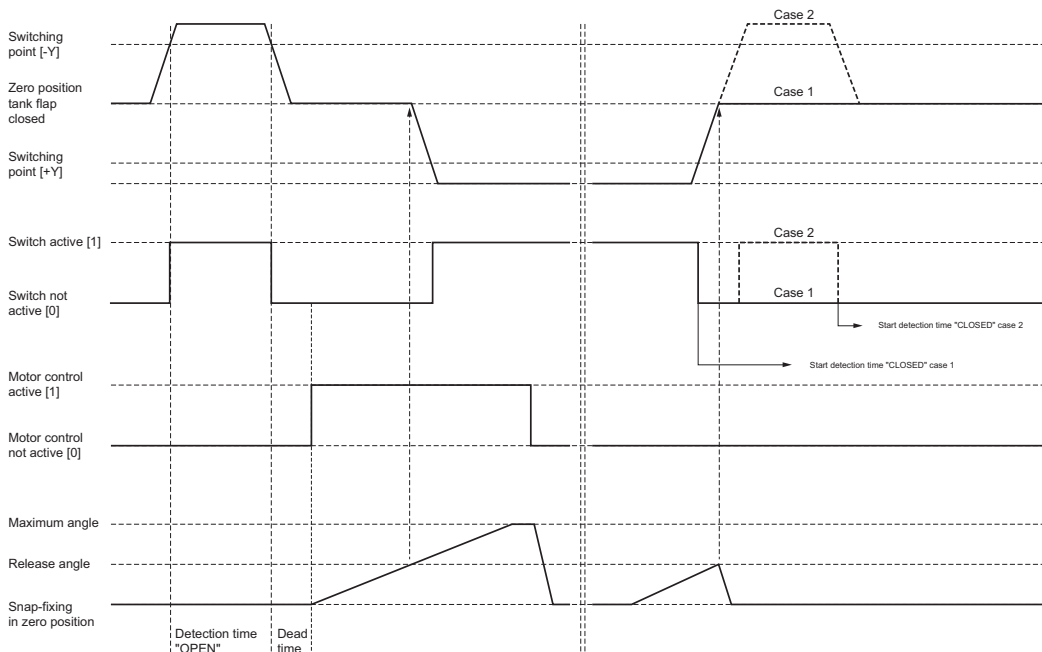 Switching
point [-Y]
Case 2
Zero position
tank flap
closed
Case 1
Switching
point [+Y]
Switch active [1]
Case 2
Switch not
active [0]
Case 1
Start detection time "CLOSED" case 2
Start detection time "CLOSED" case 1
Motor control
active [1]
Motor control
not active [0]
Maximum angle
Release angle
Snap-fixing
in zero position
Detection time
"OPEN"
Dead
time